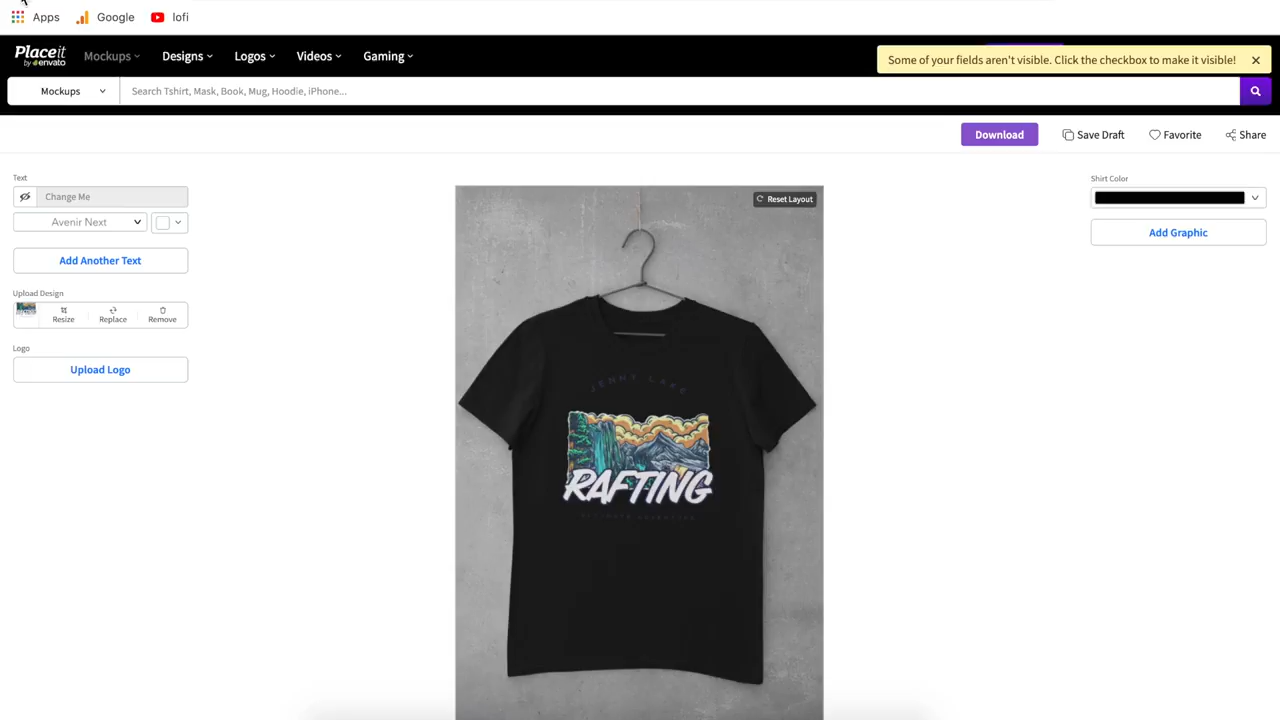 Apps Google lofi
Placeit
by envato
Mockups Designs Logos Videos Gaming
Some of your fields aren't visible. Click the checkbox to make it visible!
Mockups
Search Tshirt, Mask, Book, Mug, Hoodie, iPhone...
Download Save Draft Favorite Share
Text
Change Me
Avenir Next
Add Another Text
Upload Design
Resize Replace Remove
Logo
Upload Logo
Reset Layout
JENNY LAKE
RAFTING
Shirt Color
Add Graphic